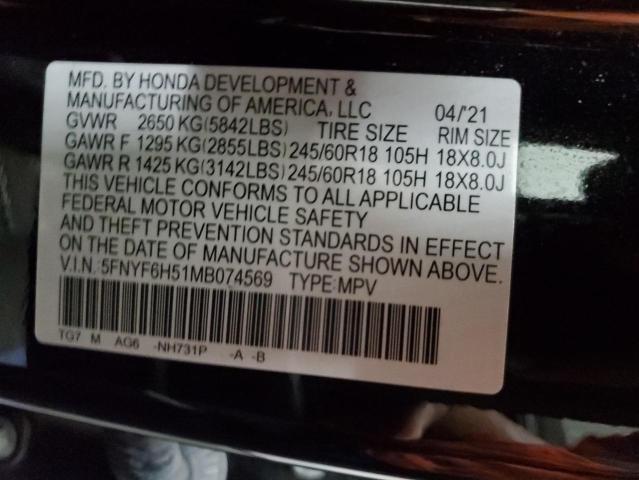 MFD. BY HONDA DEVELOPMENT &
MANUFACTURING OF AMERICA, LLC 04/'21
GVWR 2650 KG(5842LBS) TIRE SIZE RIM SIZE
GAWR F 1295 KG(2855LBS) 245/60R18 105H 18X8.0J
GAWR R 1425 KG(3142LBS) 245/60R18 105H 18X8.0J
THIS VEHICLE CONFORMS TO ALL APPLICABLE
FEDERAL MOTOR VEHICLE SAFETY
AND THEFT PREVENTION STANDARDS IN EFFECT
ON THE DATE OF MANUFACTURE SHOWN ABOVE.
V.I.N. 5FNYF6H51MB074569 TYPE:MPV
TG7 M AG6 -NH731P -A -B